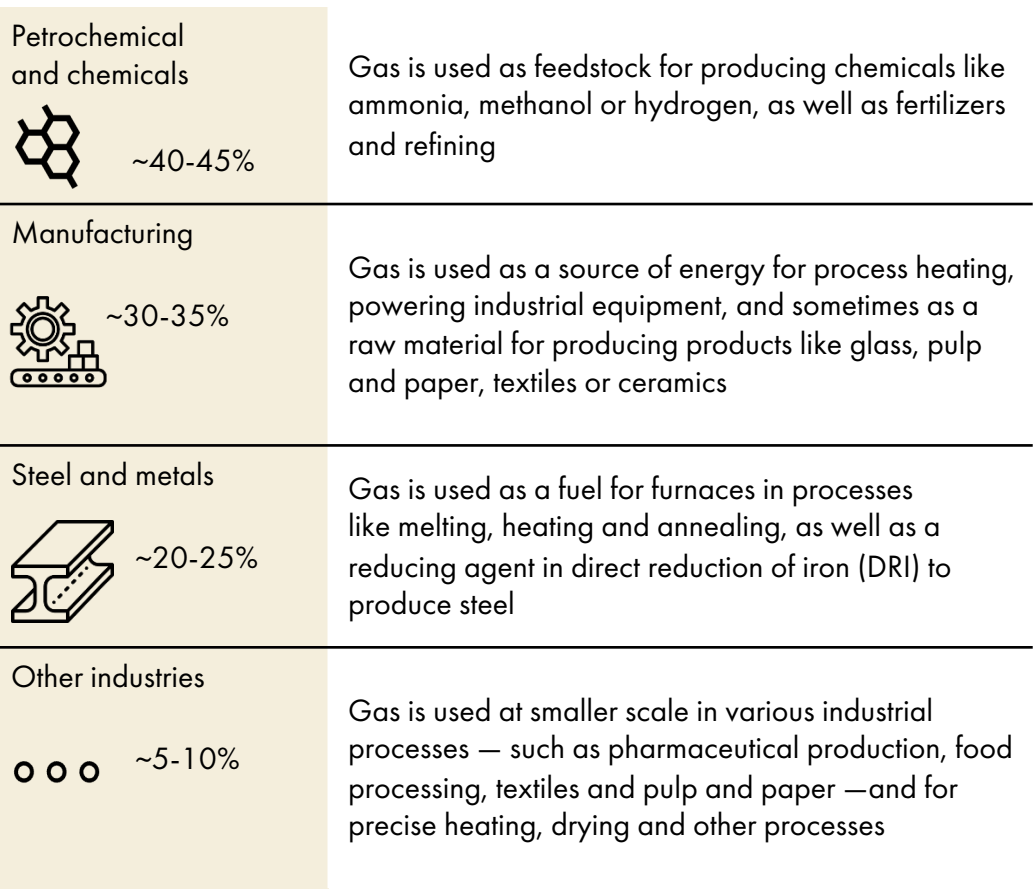 Petrochemical
and chemicals
~40-45%
Gas is used as feedstock for producing chemicals like
ammonia, methanol or hydrogen, as well as fertilizers
and refining
Manufacturing
~30-35%
Gas is used as a source of energy for process heating,
powering industrial equipment, and sometimes as a
raw material for producing products like glass, pulp
and paper, textiles or ceramics
Steel and metals
~20-25%
Gas is used as a fuel for furnaces in processes
like melting, heating and annealing, as well as a
reducing agent in direct reduction of iron (DRI) to
produce steel
Other industries
~5-10%
Gas is used at smaller scale in various industrial
processes — such as pharmaceutical production, food
processing, textiles and pulp and paper —and for
precise heating, drying and other processes